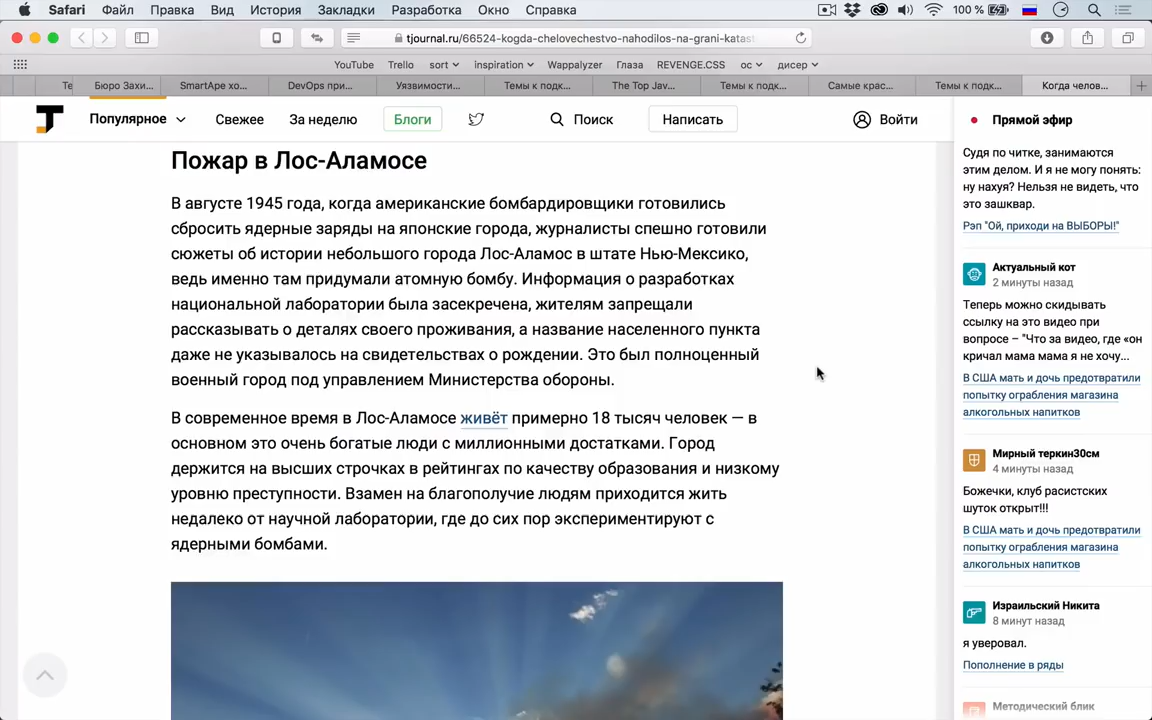 Safari Файл Правка Вид История Закладки Разработка Окно Справка 100 %
tjournal.ru/66524-kogda-chelovechestvo-nahodilos-na-grani-katast
YouTube Trello sort inspiration Wappalyzer Глаза REVENGE.CSS ос дисер
Те Бюро Захи... SmartApe хо... DevOps при... Уязвимости... Темы к подк... The Top Jav... Темы к подк... Самые крас... Темы к подк... Когда челов...
Популярное Свежее За неделю Блоги Поиск Написать Войти
Пожар в Лос-Аламосе
В августе 1945 года, когда американские бомбардировщики готовились
сбросить ядерные заряды на японские города, журналисты спешно готовили
сюжеты об истории небольшого города Лос-Аламос в штате Нью-Мексико,
ведь именно там придумали атомную бомбу. Информация о разработках
национальной лаборатории была засекречена, жителям запрещали
рассказывать о деталях своего проживания, а название населенного пункта
даже не указывалось на свидетельствах о рождении. Это был полноценный
военный город под управлением Министерства обороны.
В современное время в Лос-Аламосе живёт примерно 18 тысяч человек — в
основном это очень богатые люди с миллионными достатками. Город
держится на высших строчках в рейтингах по качеству образования и низкому
уровню преступности. Взамен на благополучие людям приходится жить
недалеко от научной лаборатории, где до сих пор экспериментируют с
ядерными бомбами.
Прямой эфир
Судя по читке, занимаются
этим делом. И я не могу понять:
ну нахуя? Нельзя не видеть, что
это зашквар.
Рэп "Ой, приходи на ВЫБОРЫ!"
Актуальный кот
2 минуты назад
Теперь можно скидывать
ссылку на это видео при
вопросе – "Что за видео, где «он
кричал мама мама я не хочу...
В США мать и дочь предотвратили
попытку ограбления магазина
алкогольных напитков
Мирный теркин30см
4 минуты назад
Божечки, клуб расистских
шуток открыт!!!
В США мать и дочь предотвратили
попытку ограбления магазина
алкогольных напитков
Израильский Никита
8 минут назад
я уверовал.
Пополнение в ряды
Методический блик